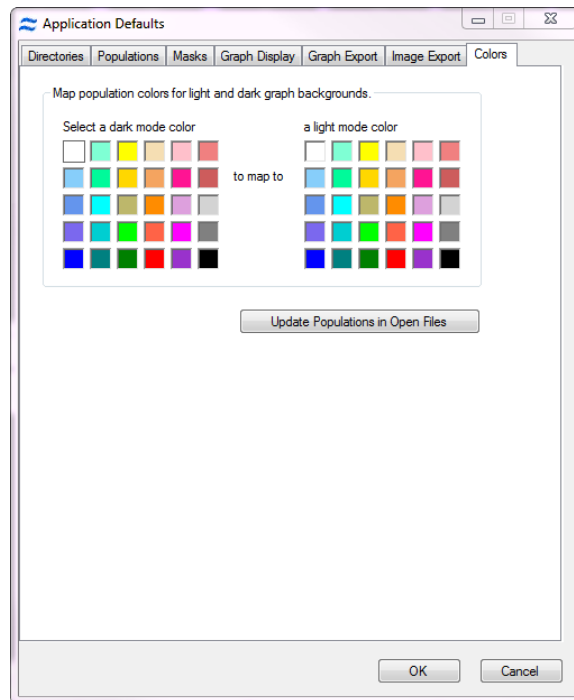 Application Defaults
Directories Populations Masks Graph Display Graph Export Image Export Colors
Map population colors for light and dark graph backgrounds.
Select a dark mode color a light mode color
to map to
Update Populations in Open Files
OK Cancel